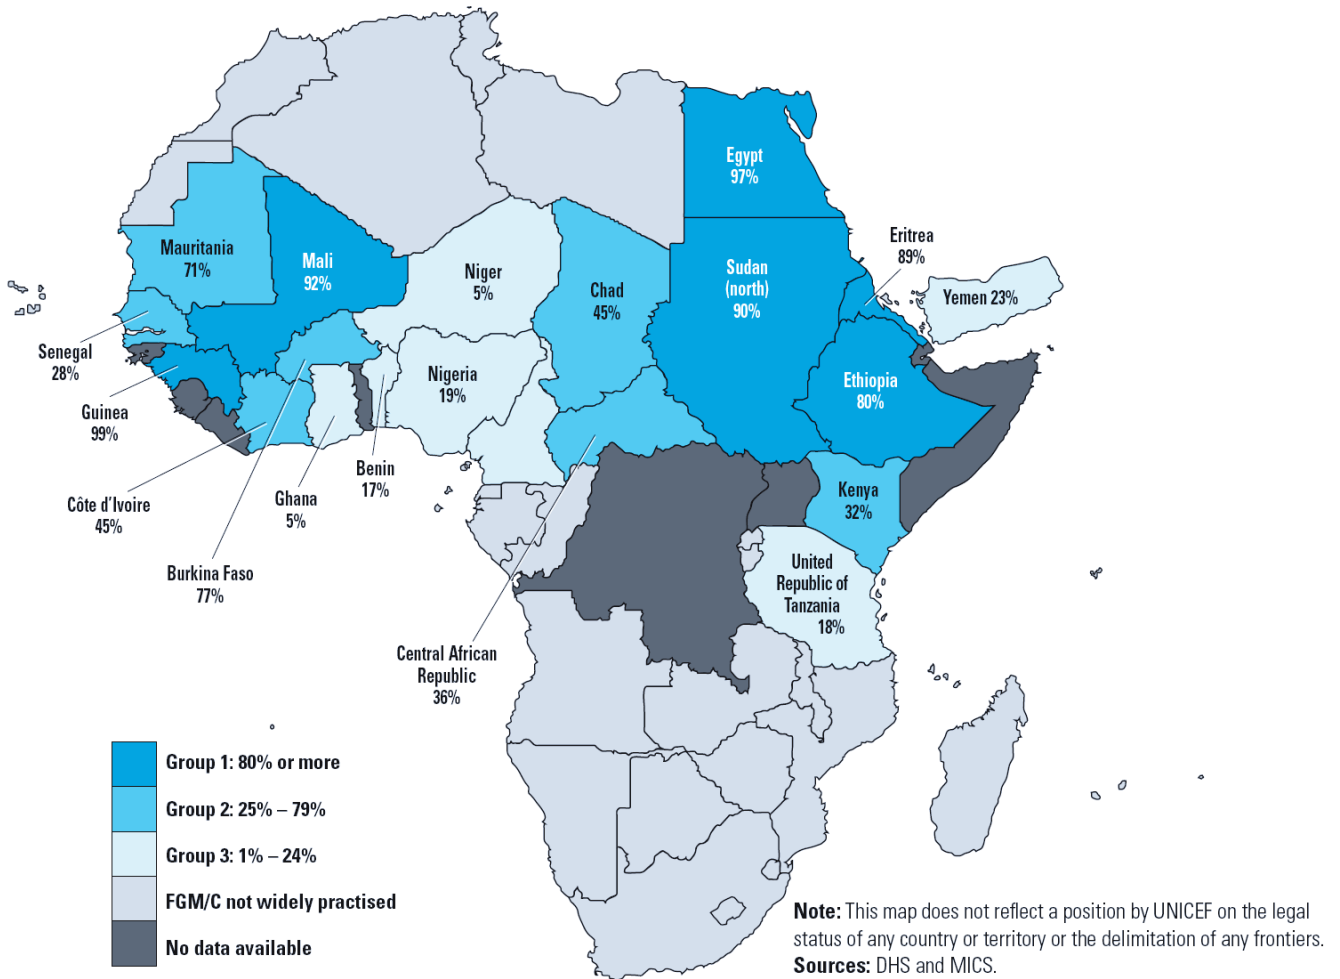 Egypt
97%
Mauritania
71%
Mali
92%
Niger
5%
Chad
45%
Sudan
(north)
90%
Eritrea
89%
Yemen 23%
Senegal
28%
Guinea
99%
Nigeria
19%
Ethiopia
80%
Côte d'Ivoire
45%
Ghana
5%
Benin
17%
Burkina Faso
77%
Kenya
32%
United
Republic of
Tanzania
18%
Central African
Republic
36%
Group 1: 80% or more
Group 2: 25% – 79%
Group 3: 1% – 24%
FGM/C not widely practised
No data available
Note: This map does not reflect a position by UNICEF on the legal
status of any country or territory or the delimitation of any frontiers.
Sources: DHS and MICS.